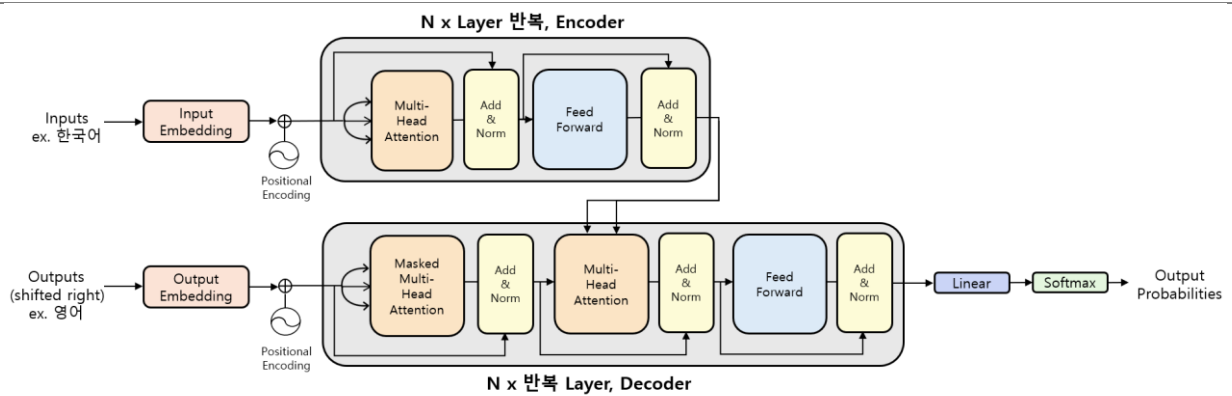 N x Layer 반복, Encoder
Inputs
ex. 한국어
Input
Embedding
Positional
Encoding
Multi-
Head
Attention
Add
&
Norm
Feed
Forward
Add
&
Norm
Outputs
(shifted right)
ex. 영어
Output
Embedding
Positional
Encoding
Masked
Multi-
Head
Attention
Add
&
Norm
Multi-
Head
Attention
Add
&
Norm
Feed
Forward
Add
&
Norm
Linear
Softmax
Output
Probabilities
N x 반복 Layer, Decoder